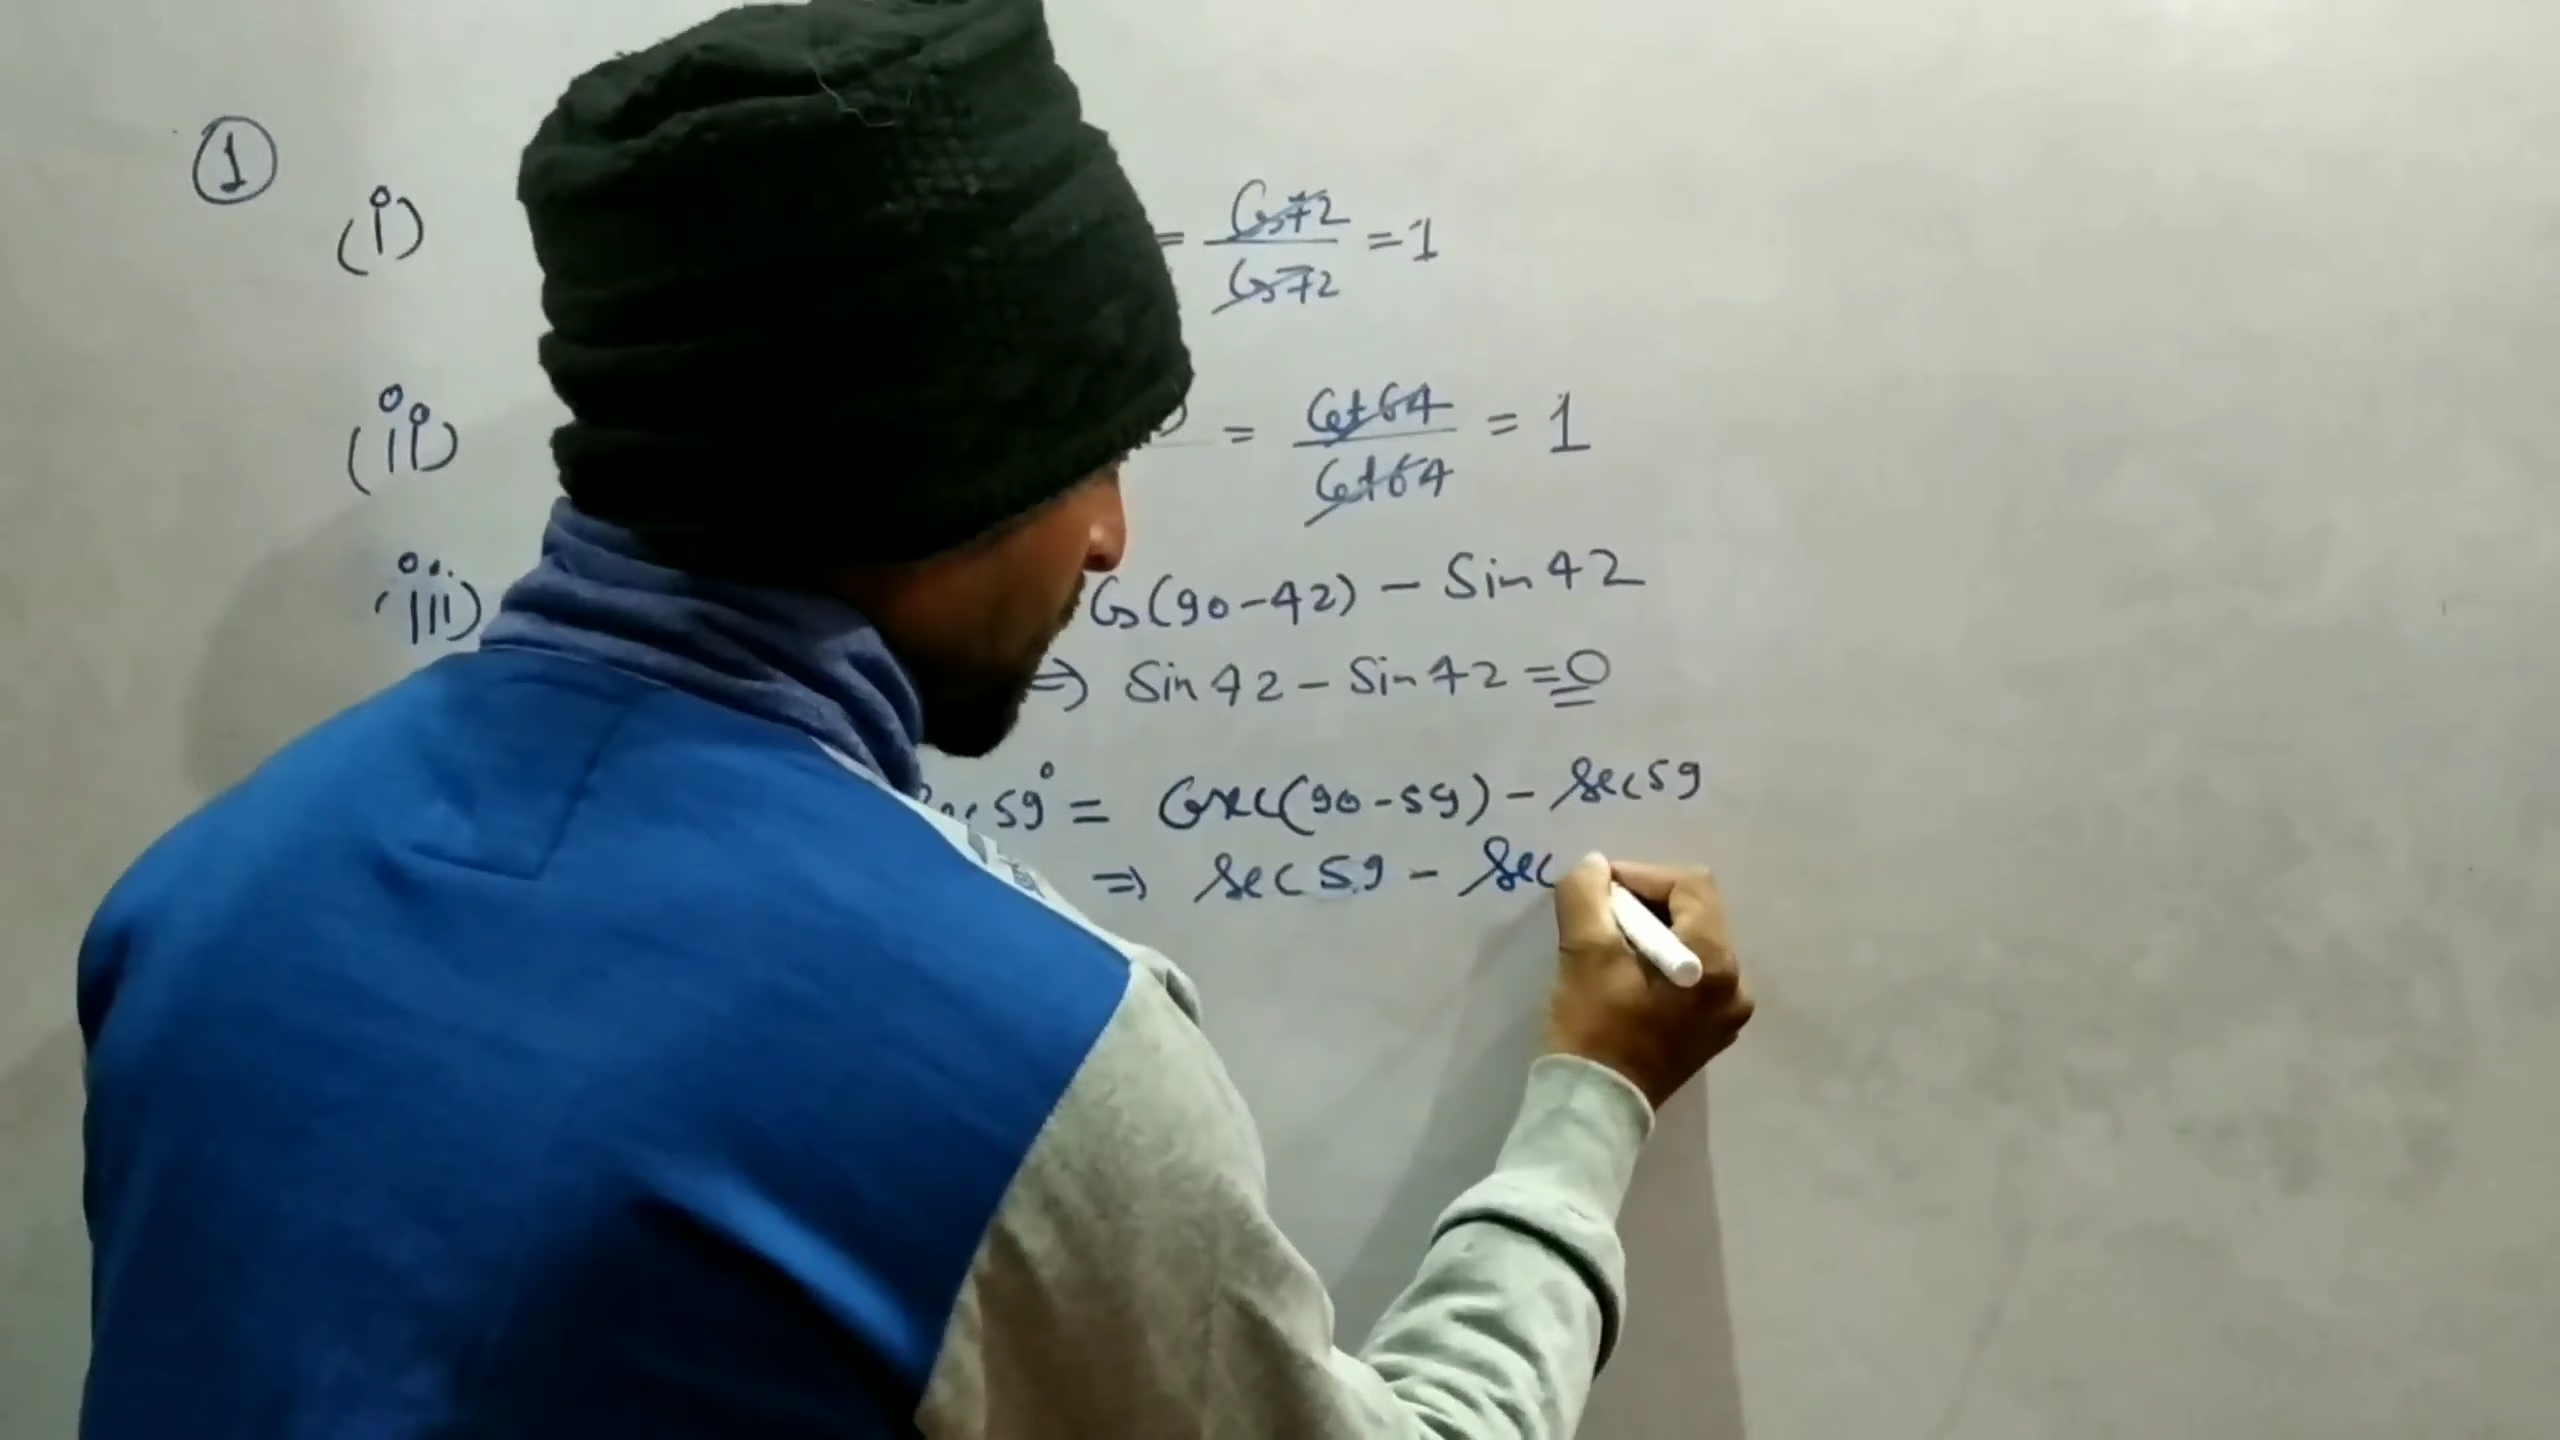 1
(i) = Cos72 / Cos72 = 1
(ii) ) = Cot64 / Cot64 = 1
(iii) Cos(90-42) - Sin42
⇒ Sin42 - Sin42 = 0
sec59° = Cosec(90-59) - Sec59
⇒ Sec59 - Sec